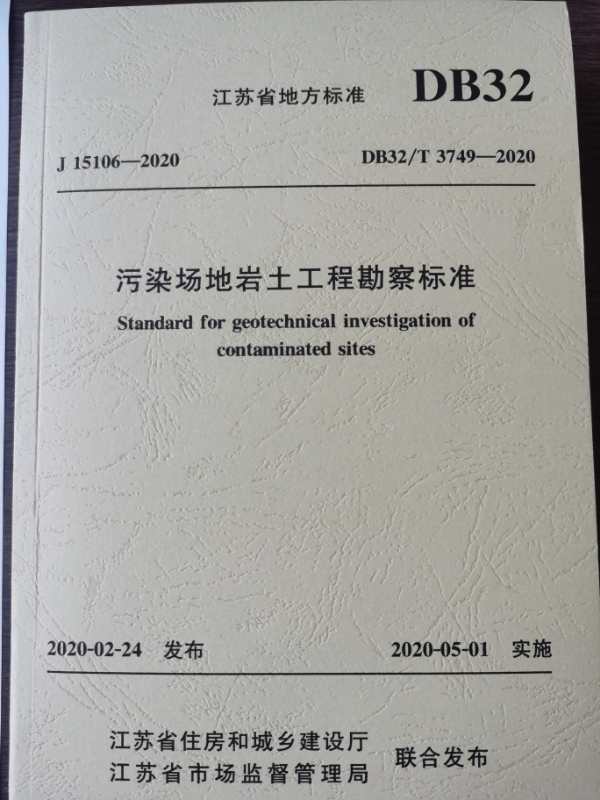 江苏省地方标准 DB32
J 15106—2020 DB32/T 3749—2020
污染场地岩土工程勘察标准
Standard for geotechnical investigation of
contaminated sites
2020-02-24 发布 2020-05-01 实施
江苏省住房和城乡建设厅
江苏省市场监督管理局
联合发布